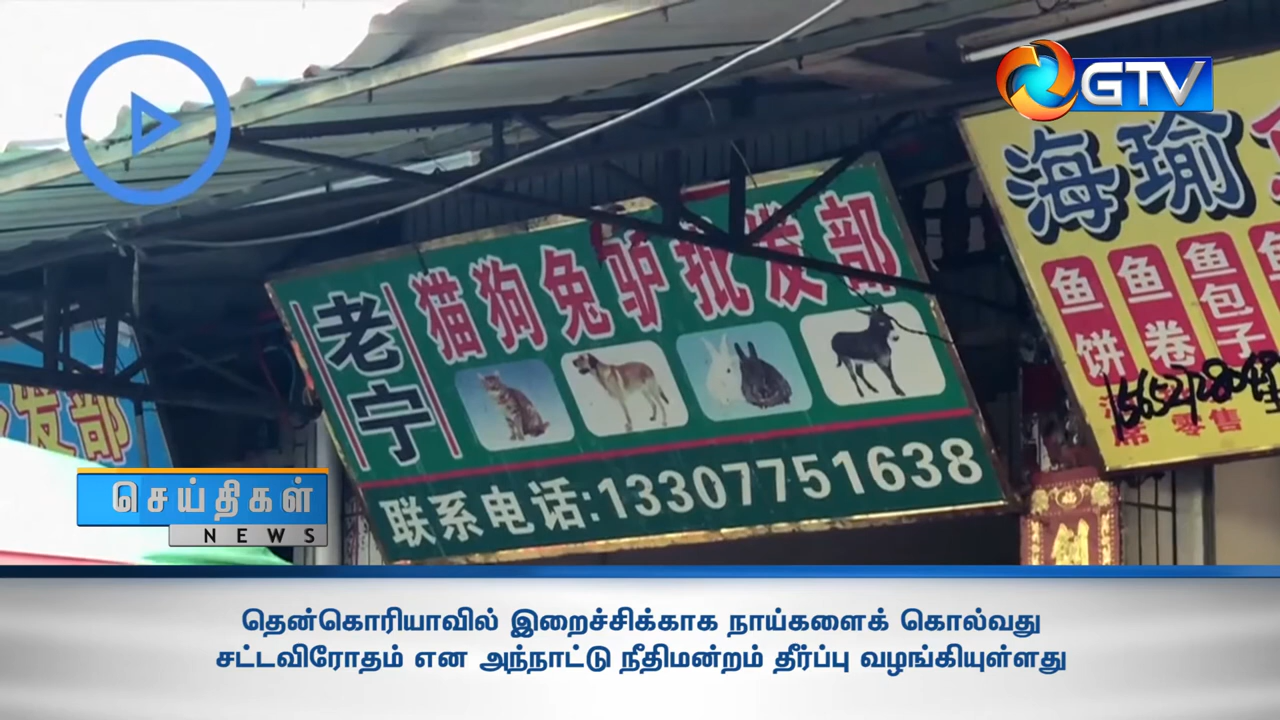 GTV
海瑜
老宁
猫狗兔驴批发部
联系电话:13307751638
鱼饼
鱼卷
鱼包子
零售
发部
செய்திகள்
NEWS
தென்கொரியாவில் இறைச்சிக்காக நாய்களைக் கொல்வது
சட்டவிரோதம் என அந்நாட்டு நீதிமன்றம் தீர்ப்பு வழங்கியுள்ளது